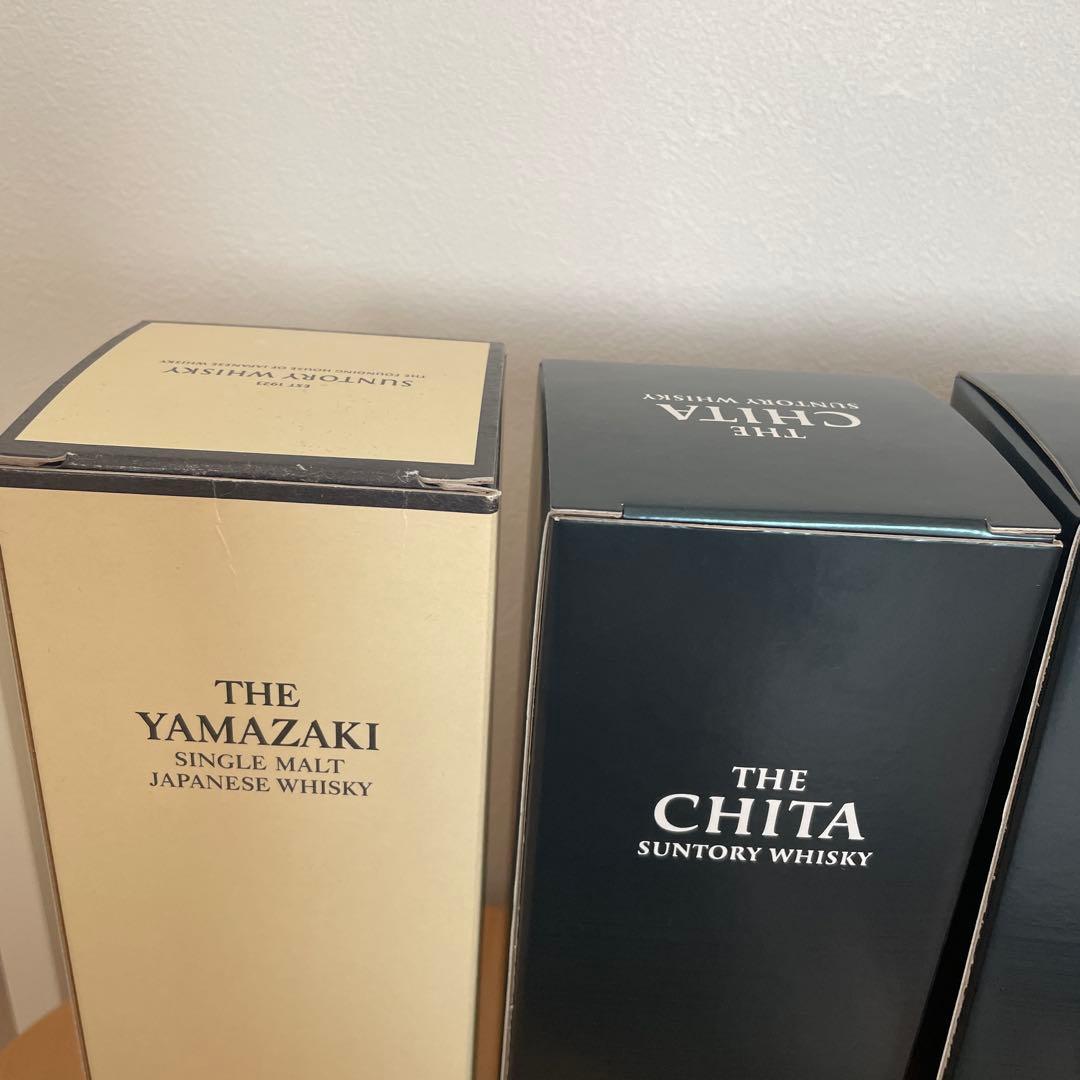 EST 1923
SUNTORY WHISKY
THE FOUNDING HOUSE OF JAPANESE WHISKY
THE
YAMAZAKI
SINGLE MALT
JAPANESE WHISKY
THE
CHITA
SUNTORY WHISKY
THE
CHITA
SUNTORY WHISKY